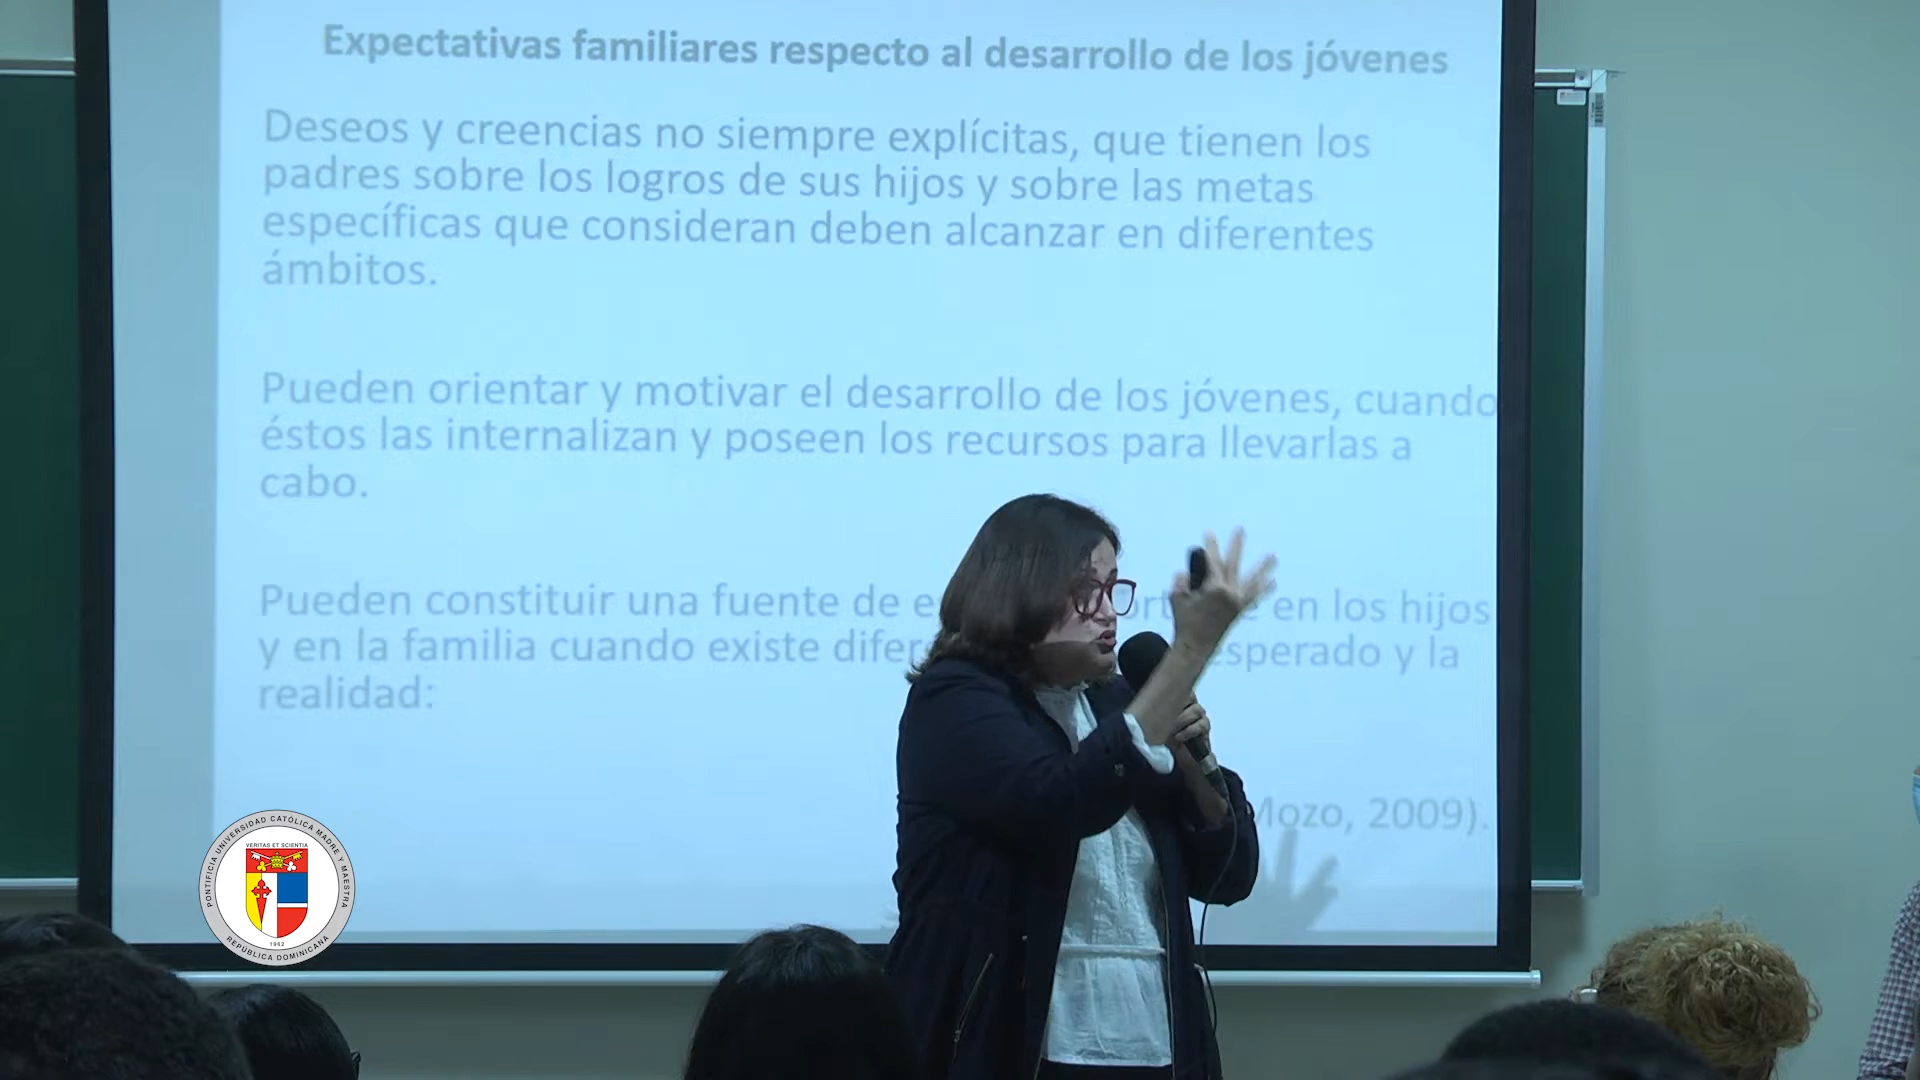 Expectativas familiares respecto al desarrollo de los jóvenes
Deseos y creencias no siempre explícitas, que tienen los
padres sobre los logros de sus hijos y sobre las metas
específicas que consideran deben alcanzar en diferentes
ámbitos.
Pueden orientar y motivar el desarrollo de los jóvenes, cuando
éstos las internalizan y poseen los recursos para llevarlas a
cabo.
Pueden constituir una fuente de en los hijos
y en la familia cuando existe esperado y la
realidad:
Mozo, 2009).
PONTIFICIA UNIVERSIDAD CATÓLICA MADRE Y MAESTRA
VERITAS ET SCIENTIA
1962
REPÚBLICA DOMINICANA